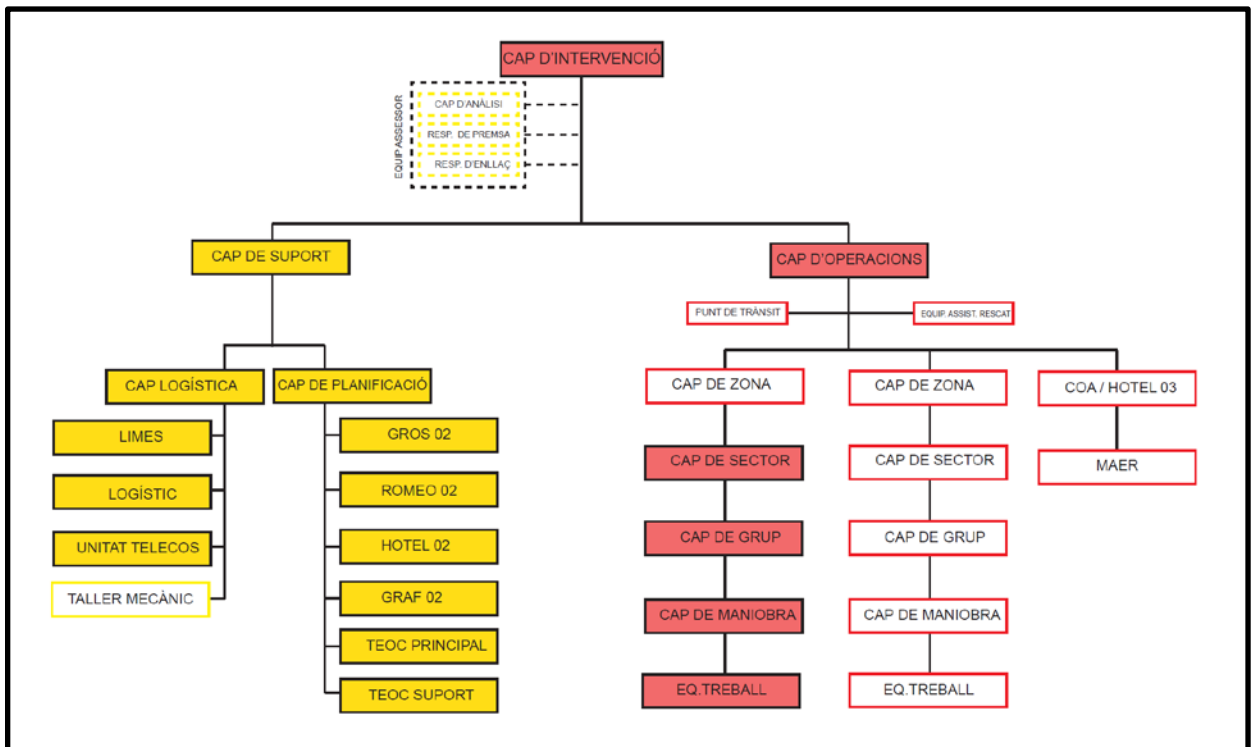 CAP D'INTERVENCIÓ
EQUIP ASSESSOR
CAP D'ANÀLISI
RESP. DE PREMSA
RESP. D'ENLLAÇ
CAP DE SUPORT
CAP D'OPERACIONS
PUNT DE TRÀNSIT
EQUIP. ASSIST. RESCAT
CAP LOGÍSTICA
CAP DE PLANIFICACIÓ
LIMES
LOGÍSTIC
UNITAT TELECOS
TALLER MECÀNIC
GROS 02
ROMEO 02
HOTEL 02
GRAF 02
TEOC PRINCIPAL
TEOC SUPORT
CAP DE ZONA
CAP DE SECTOR
CAP DE GRUP
CAP DE MANIOBRA
EQ.TREBALL
CAP DE ZONA
CAP DE SECTOR
CAP DE GRUP
CAP DE MANIOBRA
EQ.TREBALL
COA / HOTEL 03
MAER